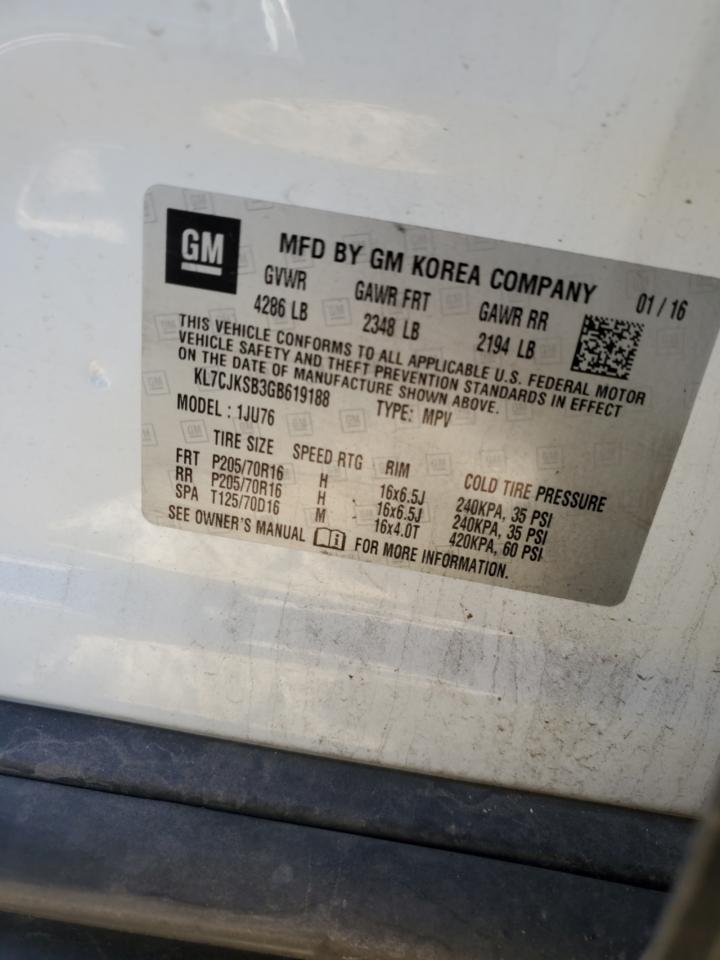 GM
MFD BY GM KOREA COMPANY 01 / 16
GVWR GAWR FRT GAWR RR
4286 LB 2348 LB 2194 LB
THIS VEHICLE CONFORMS TO ALL APPLICABLE U.S. FEDERAL MOTOR
VEHICLE SAFETY AND THEFT PREVENTION STANDARDS IN EFFECT
ON THE DATE OF MANUFACTURE SHOWN ABOVE.
KL7CJKSB3GB619188 TYPE: MPV
MODEL : 1JU76
TIRE SIZE SPEED RTG RIM COLD TIRE PRESSURE
FRT P205/70R16 H 16x6.5J 240KPA, 35 PSI
RR P205/70R16 H 16x6.5J 240KPA, 35 PSI
SPA T125/70D16 M 16x4.0T 420KPA, 60 PSI
SEE OWNER'S MANUAL FOR MORE INFORMATION.